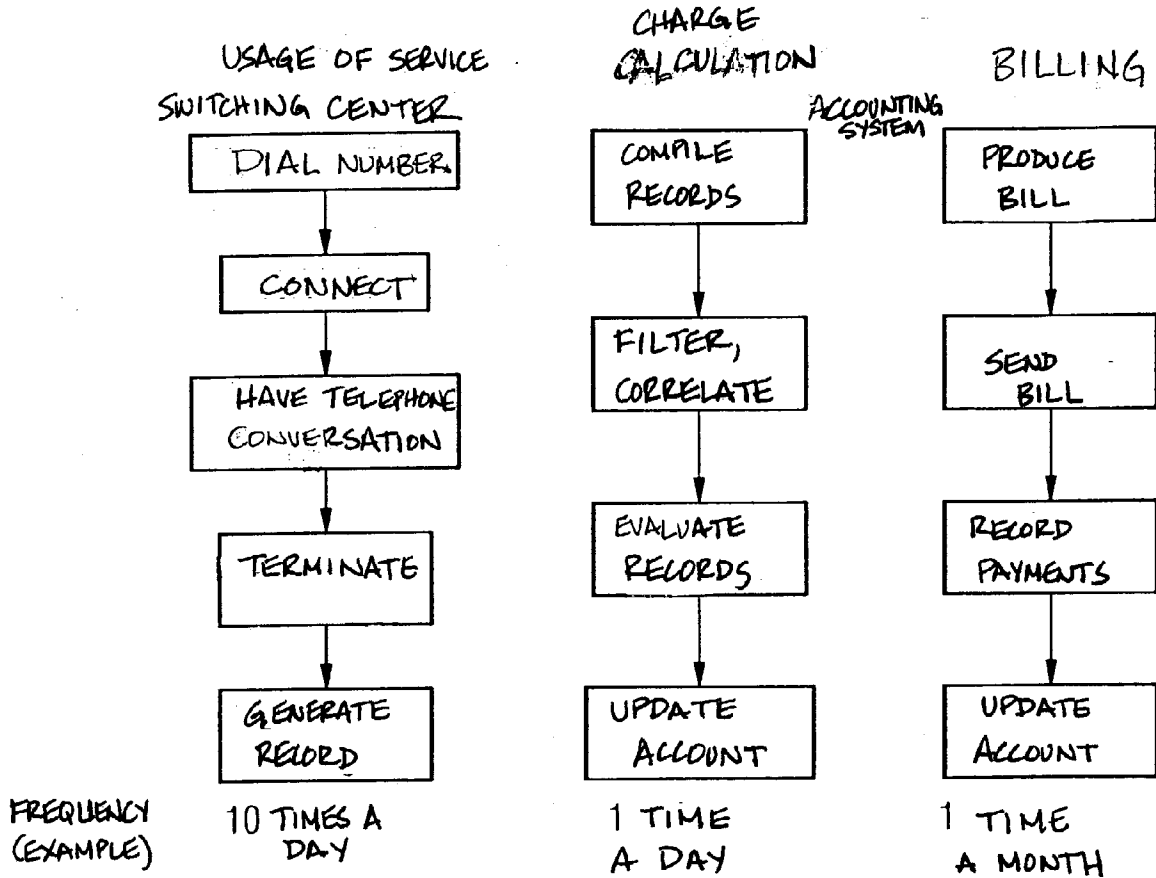 USAGE OF SERVICE
SWITCHING CENTER
DIAL NUMBER
CONNECT
HAVE TELEPHONE
CONVERSATION
TERMINATE
GENERATE
RECORD
CHARGE
CALCULATION
ACCOUNTING
SYSTEM
COMPILE
RECORDS
FILTER,
CORRELATE
EVALUATE
RECORDS
UPDATE
ACCOUNT
BILLING
PRODUCE
BILL
SEND
BILL
RECORD
PAYMENTS
UPDATE
ACCOUNT
FREQUENCY
(EXAMPLE)
10 TIMES A
DAY
1 TIME
A DAY
1 TIME
A MONTH